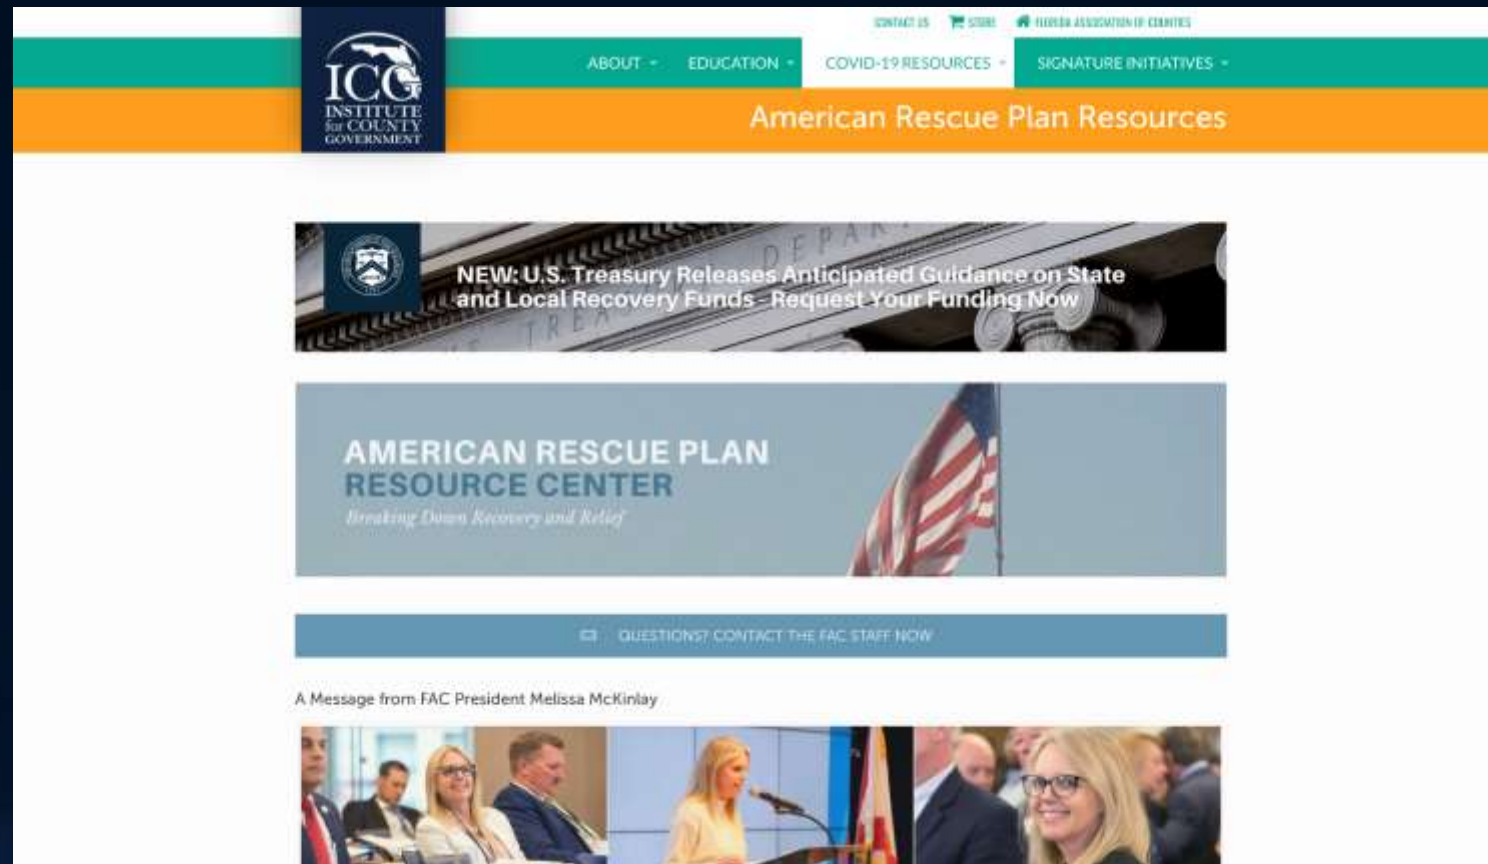 CONTACT US STORE FLORIDA ASSOCIATION OF COUNTIES
ABOUT EDUCATION COVID-19 RESOURCES SIGNATURE INITIATIVES
ICG
INSTITUTE
for COUNTY
GOVERNMENT
American Rescue Plan Resources
DEPAR
THE TREAS
NEW: U.S. Treasury Releases Anticipated Guidance on State
and Local Recovery Funds - Request Your Funding Now
AMERICAN RESCUE PLAN
RESOURCE CENTER
Breaking Down Recovery and Relief
QUESTIONS? CONTACT THE FAC STAFF NOW
A Message from FAC President Melissa McKinlay